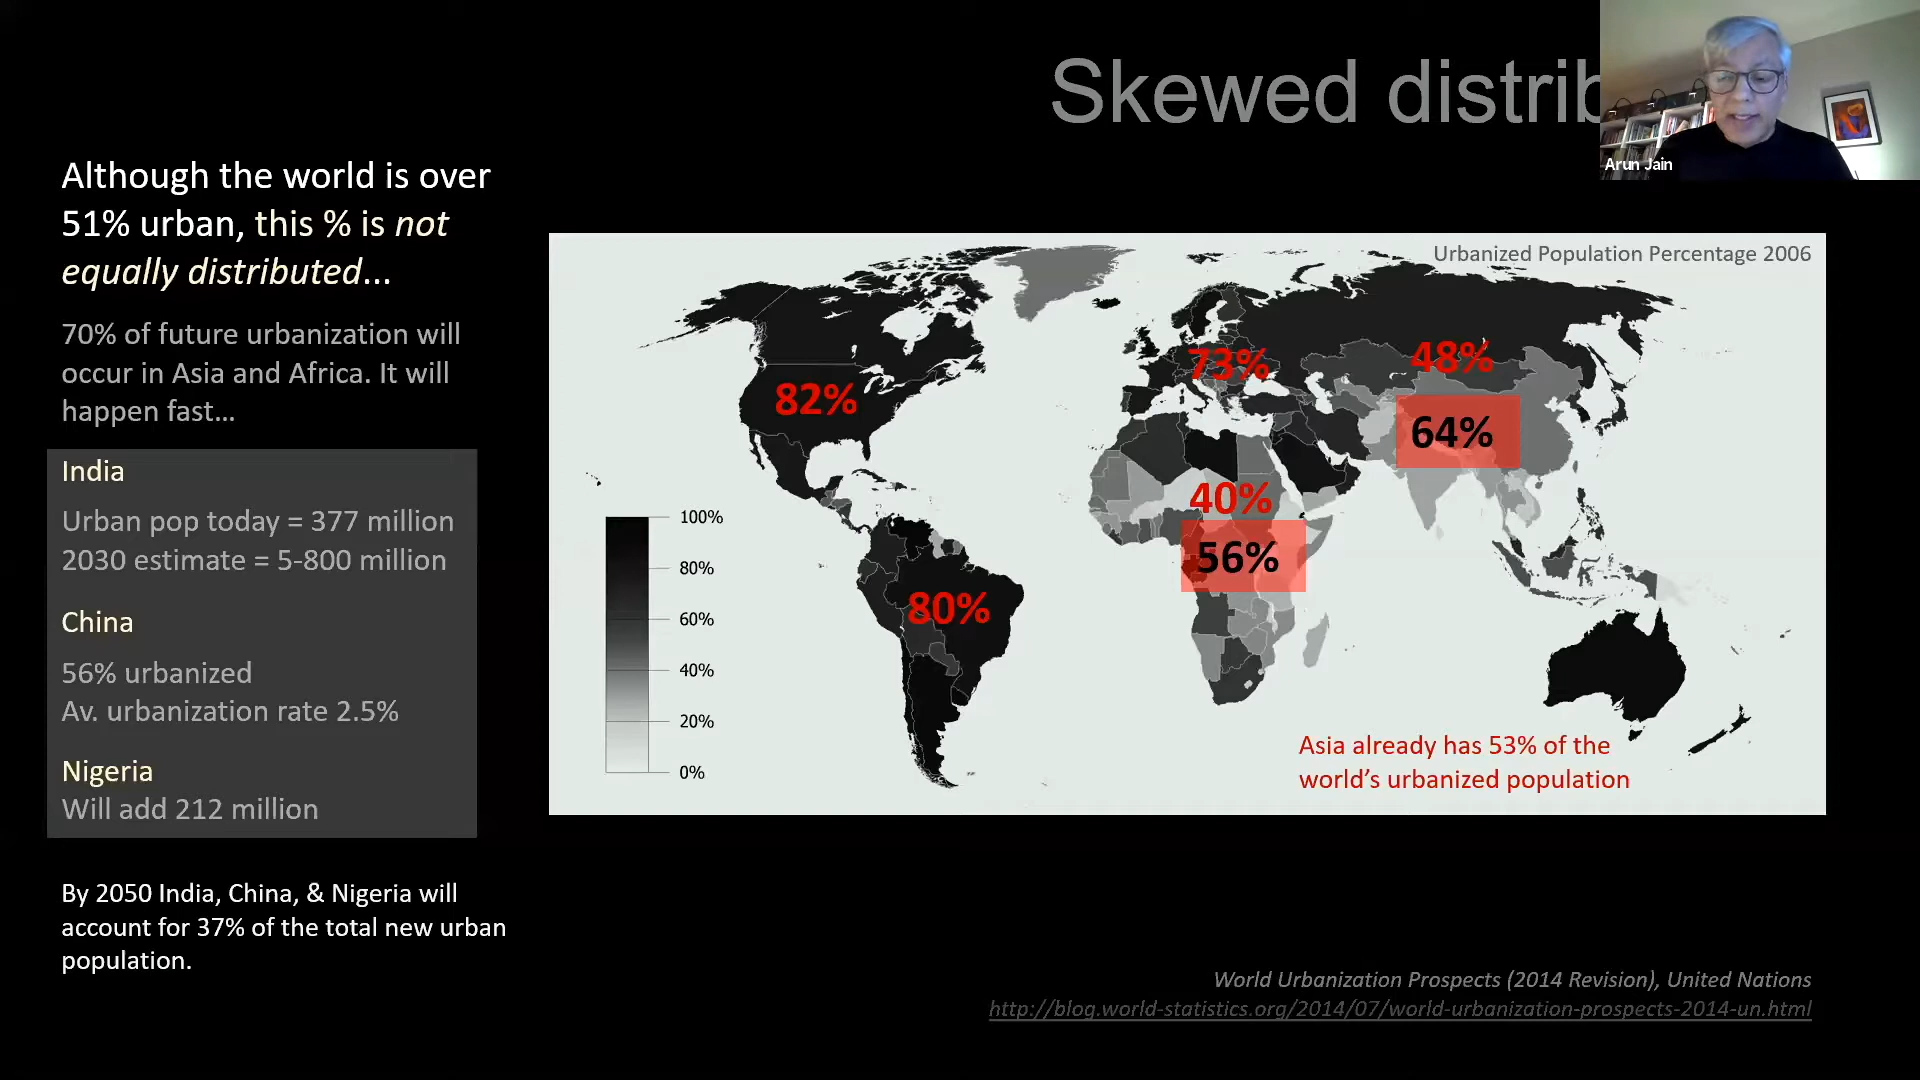 Skewed distrib
Arun Jain
Although the world is over
51% urban, this % is not
equally distributed...
70% of future urbanization will
occur in Asia and Africa. It will
happen fast...
India
Urban pop today = 377 million
2030 estimate = 5-800 million
China
56% urbanized
Av. urbanization rate 2.5%
Nigeria
Will add 212 million
By 2050 India, China, & Nigeria will
account for 37% of the total new urban
population.
Urbanized Population Percentage 2006
82%
73%
48%
64%
40%
56%
80%
100%
80%
60%
40%
20%
0%
Asia already has 53% of the
world's urbanized population
World Urbanization Prospects (2014 Revision), United Nations
http://blog.world-statistics.org/2014/07/world-urbanization-prospects-2014-un.html